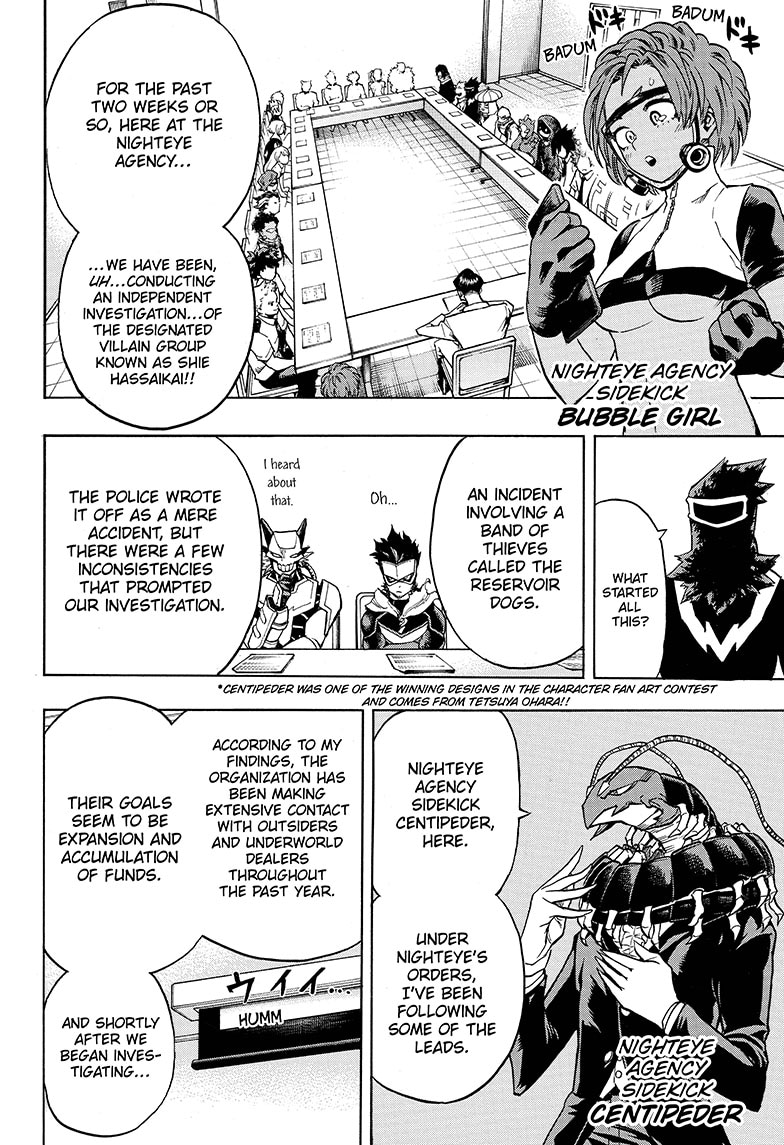 BADUM
ドキ
BADUM
ドキ
FOR THE PAST
TWO WEEKS OR
SO, HERE AT THE
NIGHTEYE
AGENCY...
...WE HAVE BEEN,
UH...CONDUCTING
AN INDEPENDENT
INVESTIGATION...OF
OF THE DESIGNATED
VILLAIN GROUP
KNOWN AS SHIE
HASSAIKAI!!
NIGHTEYE AGENCY
SIDEKICK
BUBBLE GIRL
WHAT
STARTED
ALL
THIS?
AN INCIDENT
INVOLVING A
BAND OF
THIEVES
CALLED THE
RESERVOIR
DOGS.
Oh...
I heard
about
that.
THE POLICE WROTE
IT OFF AS A MERE
ACCIDENT, BUT
THERE WERE A FEW
INCONSISTENCIES
THAT PROMPTED
OUR INVESTIGATION.
*CENTIPEDER WAS ONE OF THE WINNING DESIGNS IN THE CHARACTER FAN ART CONTEST
AND COMES FROM TETSUYA OHARA!!
NIGHTEYE
AGENCY
SIDEKICK
CENTIPEDER,
HERE.
UNDER
NIGHTEYE'S
ORDERS,
I'VE BEEN
FOLLOWING
SOME OF THE
LEADS.
NIGHTEYE
AGENCY
SIDEKICK
CENTIPEDER
ACCORDING TO MY
FINDINGS, THE
ORGANIZATION HAS
BEEN MAKING
EXTENSIVE CONTACT
WITH OUTSIDERS
AND UNDERWORLD
DEALERS
THROUGHOUT
THE PAST YEAR.
THEIR GOALS
SEEM TO BE
EXPANSION AND
ACCUMULATION
OF FUNDS.
ウイイ...
HUMM
AND SHORTLY
AFTER WE
BEGAN INVES-
TIGATING...